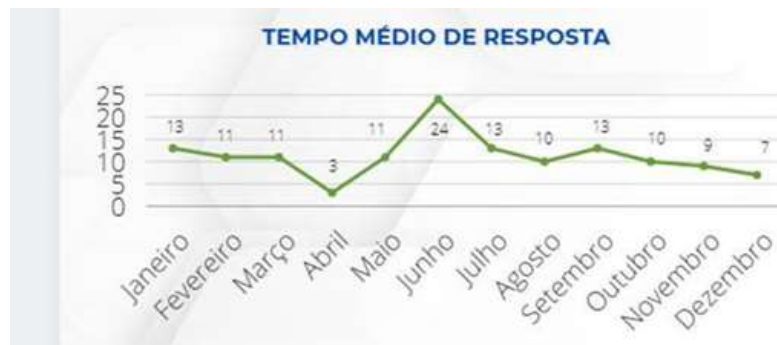 TEMPO MÉDIO DE RESPOSTA
25
20
15
10
5
0
13
11
11
3
11
24
13
10
13
10
9
7
Janeiro
Fevereiro
Março
Abril
Maio
Junho
Julho
Agosto
Setembro
Outubro
Novembro
Dezembro